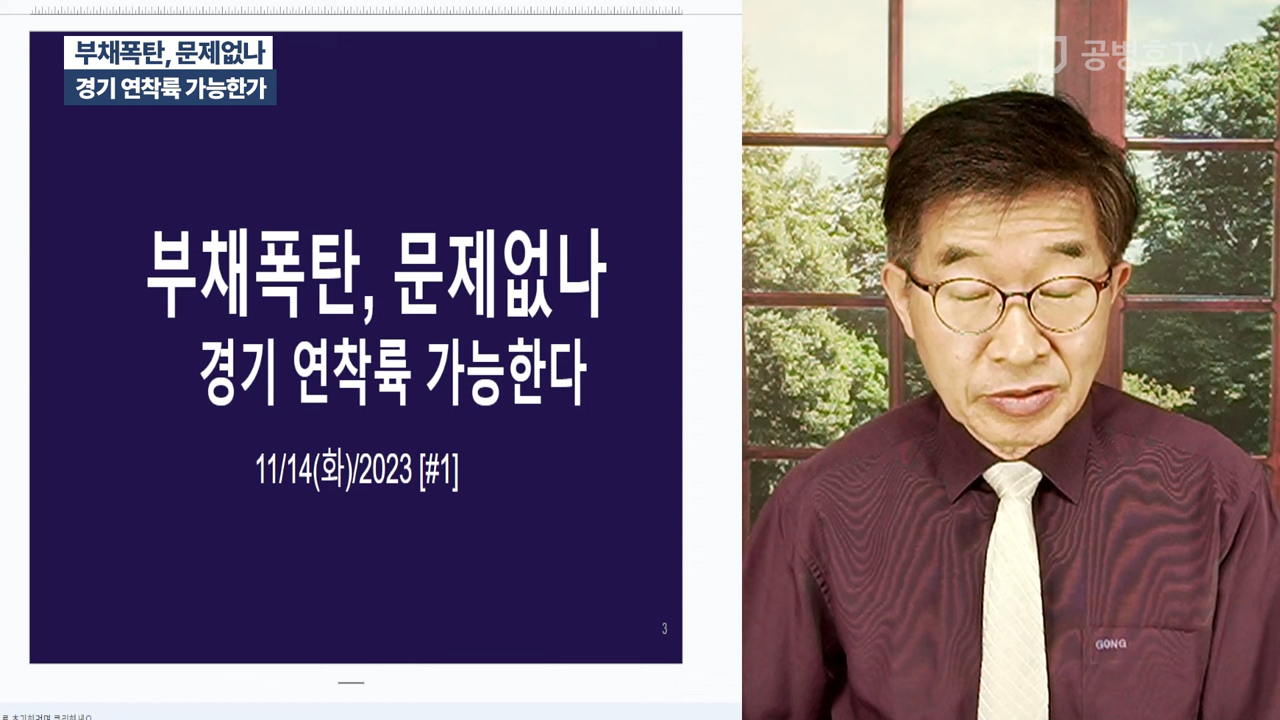 부채폭탄, 문제없나
경기 연착륙 가능한가
부채폭탄, 문제없나
경기 연착륙 가능한다
11/14(화)/2023 [#1]
3
공병호TV
GONG